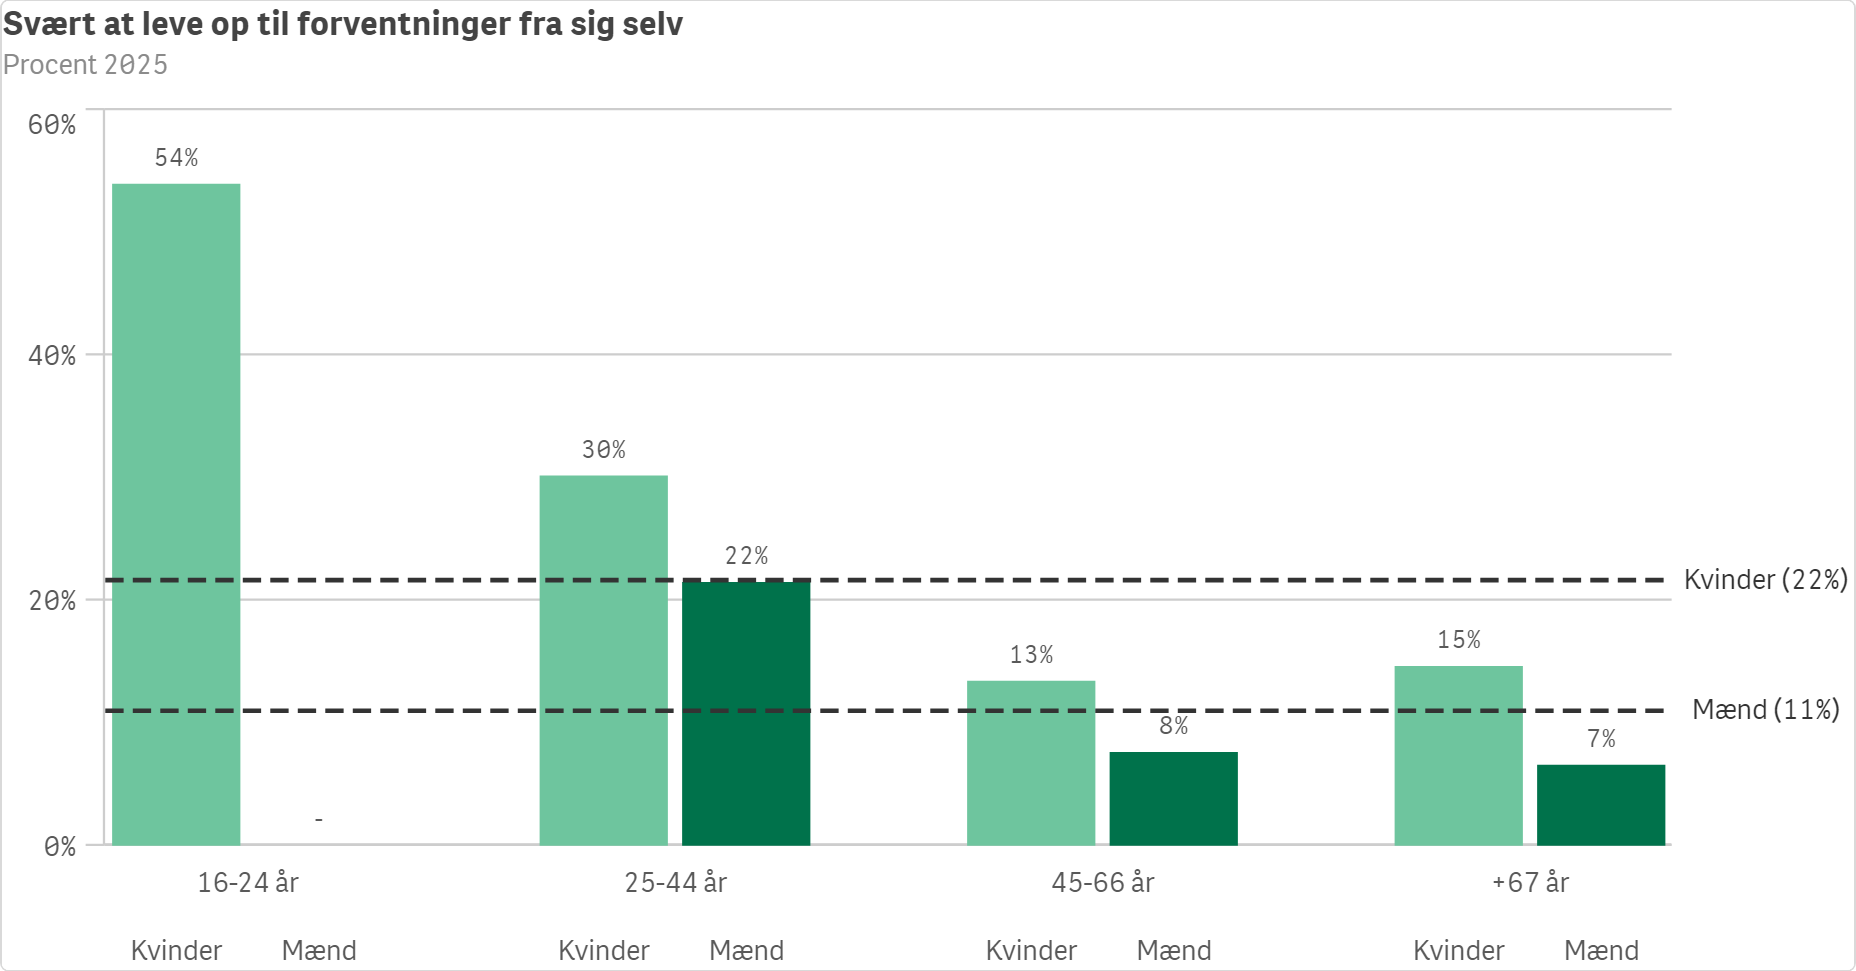 Svært at leve op til forventninger fra sig selv
Procent 2025
60%
54%
40%
30%
22%
Kvinder (22%)
20%
15%
13%
Mænd (11%)
8%
7%
-
0%
16-24 år
25-44 år
45-66 år
+67 år
Kvinder Mænd Kvinder Mænd Kvinder Mænd Kvinder Mænd